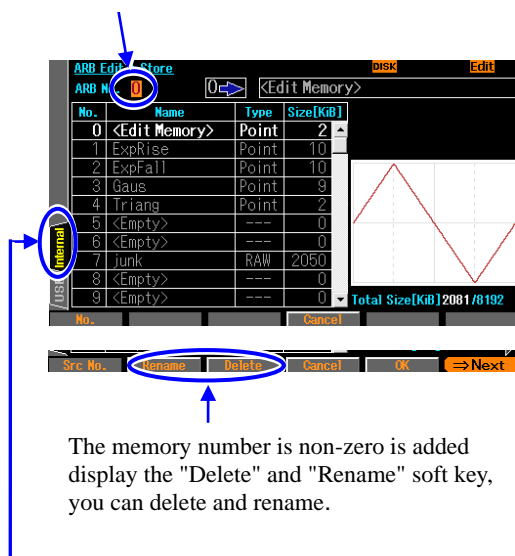 ARB Edit Store DISK Edit
ARB No. 0 0 <Edit Memory>
No. Name Type Size[KiB]
0 <Edit Memory> Point 2
1 ExpRise Point 10
2 ExpFall Point 10
3 Gaus Point 9
4 Triang Point 2
5 <Empty> --- 0
6 <Empty> --- 0
7 junk RAW 2050
8 <Empty> --- 0
9 <Empty> --- 0
Internal
USB
Total Size[KiB] 2081 /8192
No. Cancel
Src No. Rename Delete Cancel OK ⇒Next
The memory number is non-zero is added
display the "Delete" and "Rename" soft key,
you can delete and rename.